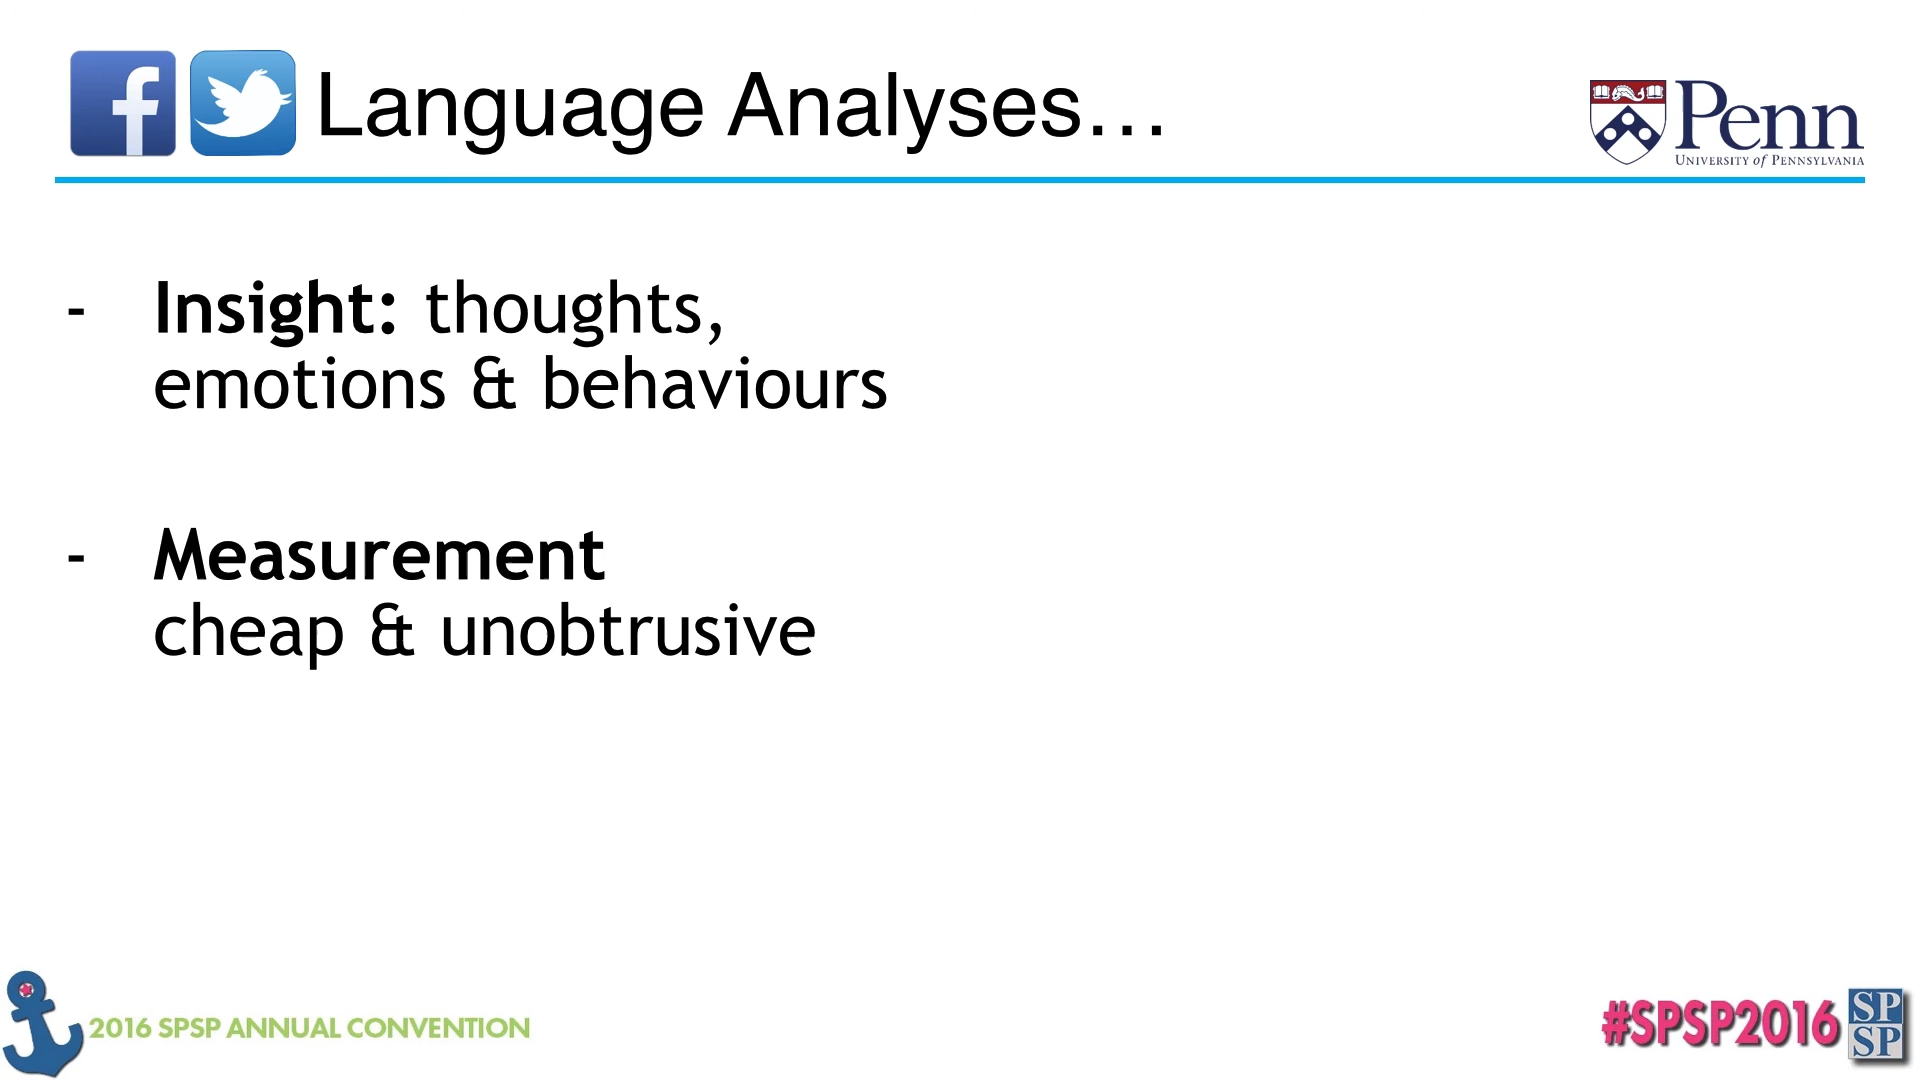 f Language Analyses…
Penn
UNIVERSITY of PENNSYLVANIA
- Insight: thoughts,
emotions & behaviours
- Measurement
cheap & unobtrusive
2016 SPSP ANNUAL CONVENTION
#SPSP2016
SP
SP